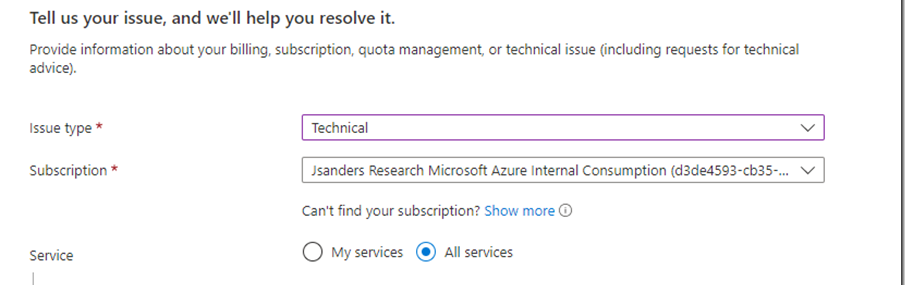 Tell us your issue, and we'll help you resolve it.
Provide information about your billing, subscription, quota management, or technical issue (including requests for technical
advice).
Issue type *
Technical
Subscription *
Jsanders Research Microsoft Azure Internal Consumption (d3de4593-cb35-...
Can't find your subscription? Show more
Service
My services
All services